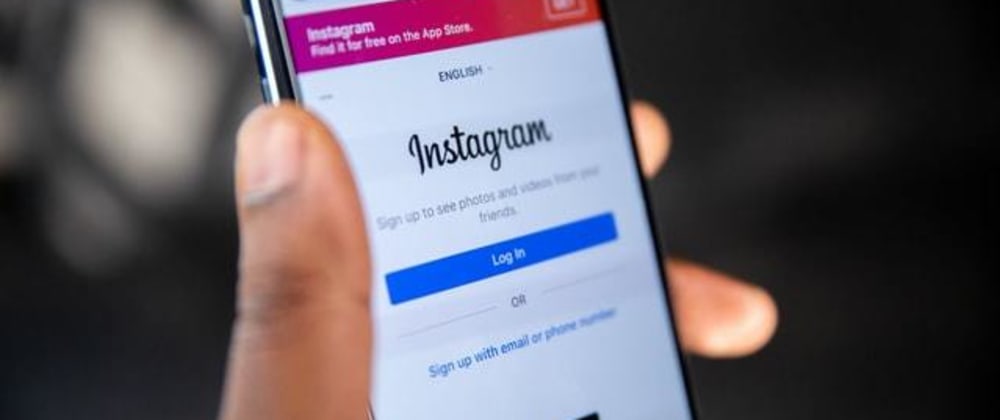 Instagram
Find it for free on the App Store.
ENGLISH
Instagram
Sign up to see photos and videos from your
friends.
Log In
OR
Sign up with email or phone number